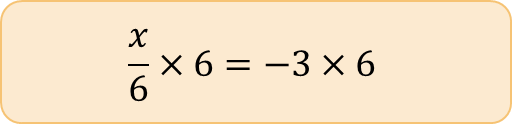 x/6 × 6 = −3 × 6